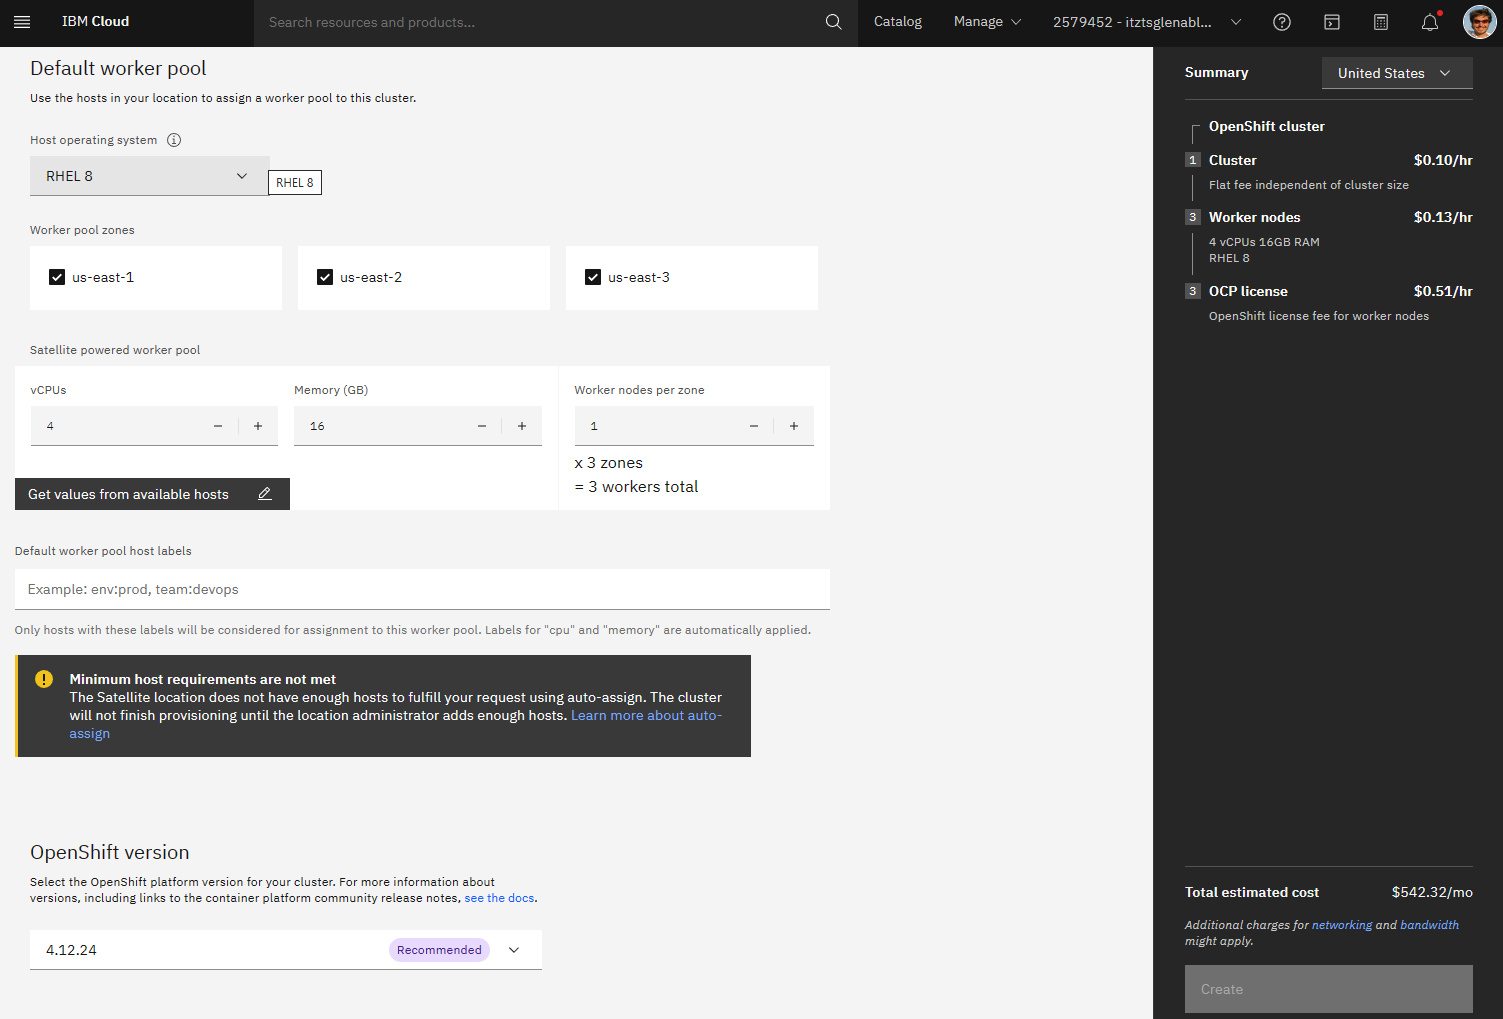 IBM Cloud
Search resources and products...
Catalog
Manage
2579452 - itztsglenabl...
Default worker pool
Use the hosts in your location to assign a worker pool to this cluster.
Host operating system
RHEL 8
RHEL 8
Worker pool zones
us-east-1
us-east-2
us-east-3
Satellite powered worker pool
vCPUs
4
Memory (GB)
16
Worker nodes per zone
1
x 3 zones
= 3 workers total
Get values from available hosts
Default worker pool host labels
Example: env:prod, team:devops
Only hosts with these labels will be considered for assignment to this worker pool. Labels for "cpu" and "memory" are automatically applied.
Minimum host requirements are not met
The Satellite location does not have enough hosts to fulfill your request using auto-assign. The cluster
will not finish provisioning until the location administrator adds enough hosts. Learn more about auto-
assign
OpenShift version
Select the OpenShift platform version for your cluster. For more information about
versions, including links to the container platform community release notes, see the docs.
4.12.24
Recommended
Summary
United States
OpenShift cluster
1 Cluster $0.10/hr
Flat fee independent of cluster size
3 Worker nodes $0.13/hr
4 vCPUs 16GB RAM
RHEL 8
3 OCP license $0.51/hr
OpenShift license fee for worker nodes
Total estimated cost $542.32/mo
Additional charges for networking and bandwidth
might apply.
Create